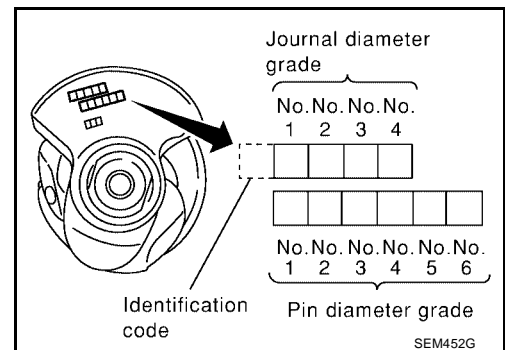 Journal diameter
grade
No. No. No. No.
1 2 3 4
No. No. No. No. No. No.
1 2 3 4 5 6
Identification
code
Pin diameter grade
SEM452G